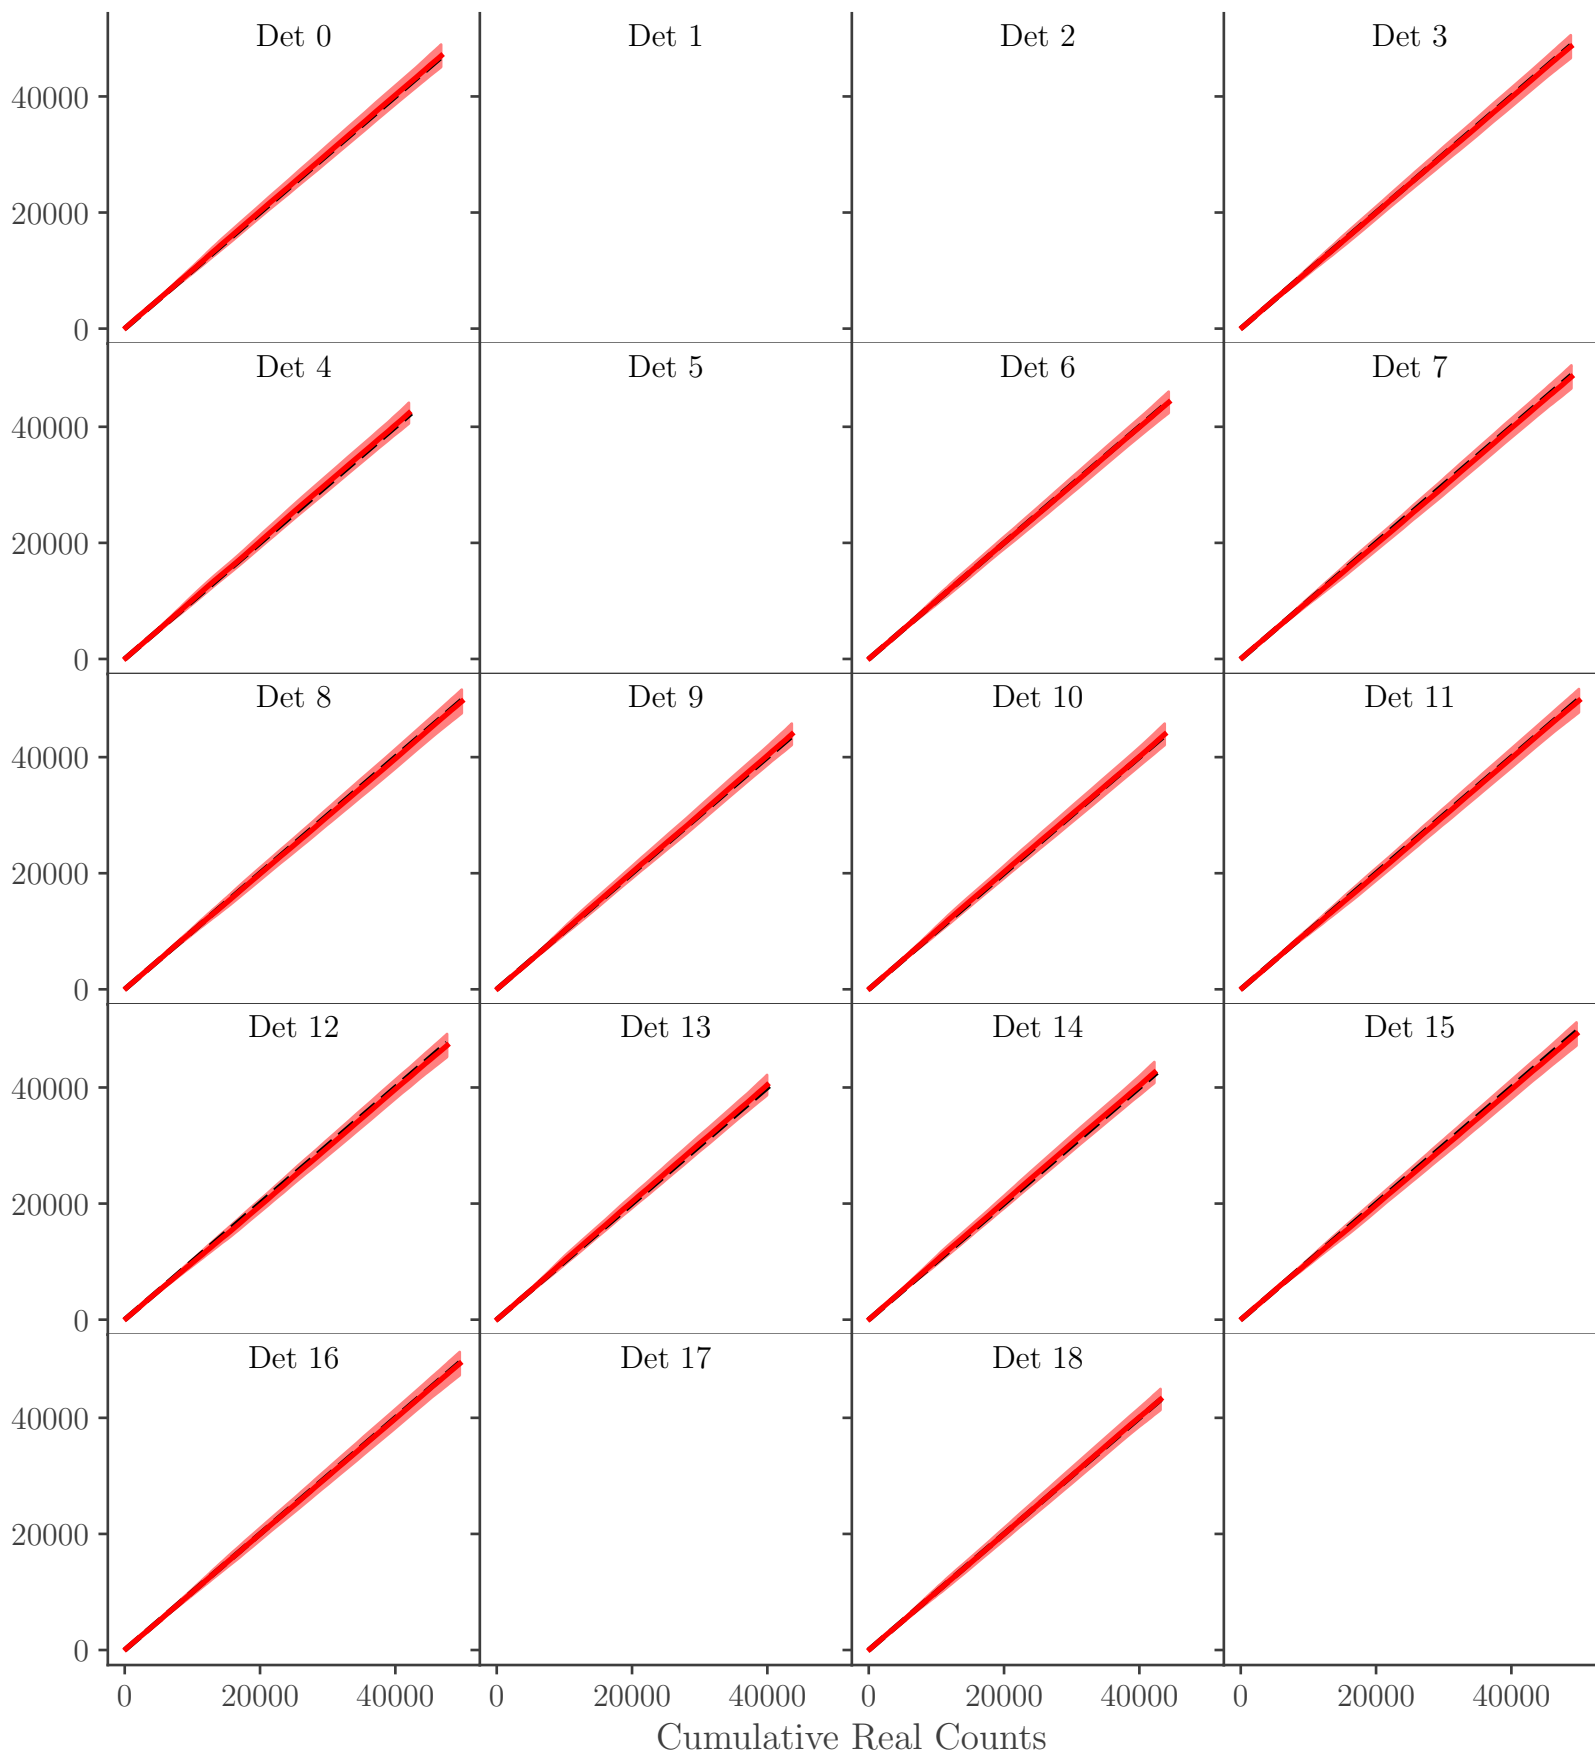 Det 0 Det 1 Det 2 Det 3
40000
20000
0
Det 4 Det 5 Det 6 Det 7
40000
20000
0
Det 8 Det 9 Det 10 Det 11
40000
20000
0
Det 12 Det 13 Det 14 Det 15
40000
20000
0
Det 16 Det 17 Det 18
40000
20000
0
0 20000 40000 0 20000 40000 0 20000 40000 0 20000 40000
Cumulative Real Counts